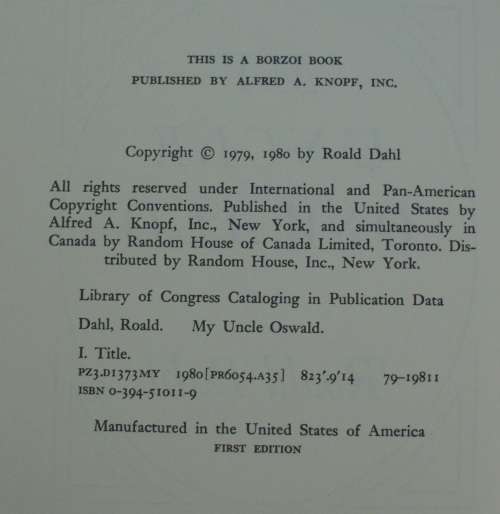 THIS IS A BORZOI BOOK
PUBLISHED BY ALFRED A. KNOPF, INC.
Copyright © 1979, 1980 by Roald Dahl
All rights reserved under International and Pan-American
Copyright Conventions. Published in the United States by
Alfred A. Knopf, Inc., New York, and simultaneously in
Canada by Random House of Canada Limited, Toronto. Dis-
tributed by Random House, Inc., New York.
Library of Congress Cataloging in Publication Data
Dahl, Roald. My Uncle Oswald.
I. Title.
PZ3.D1373MY 1980 [PR6054.A35] 823'.9'14 79-19811
ISBN 0-394-51011-9
Manufactured in the United States of America
FIRST EDITION